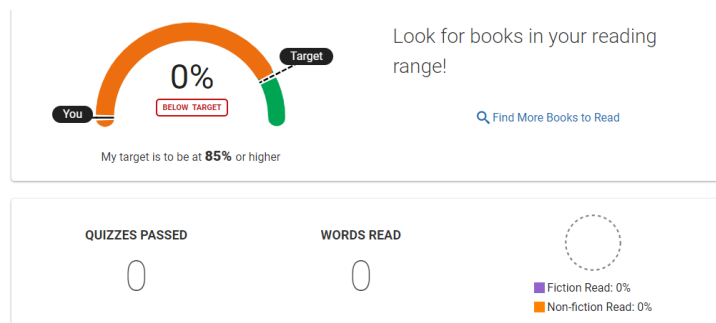 Target
0%
BELOW TARGET
You
My target is to be at 85% or higher
Look for books in your reading
range!
Find More Books to Read
QUIZZES PASSED
0
WORDS READ
0
Fiction Read: 0%
Non-fiction Read: 0%